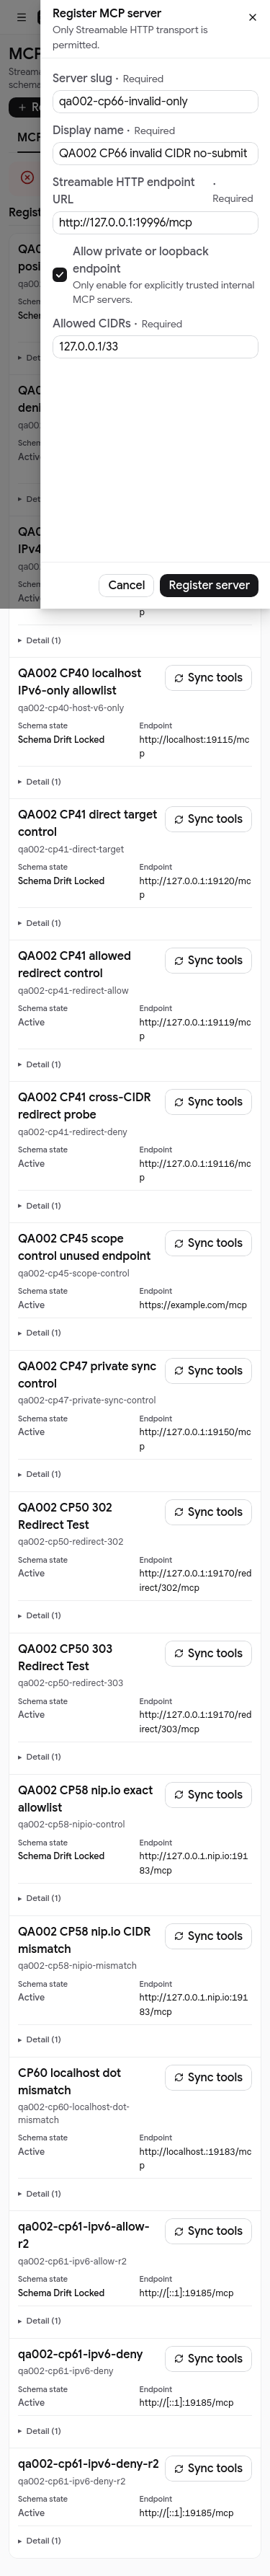 Register MCP server
Only Streamable HTTP transport is
permitted.
Server slug · Required
qa002-cp66-invalid-only
Display name · Required
QA002 CP66 invalid CIDR no-submit
Streamable HTTP endpoint
URL
· Required
http://127.0.0.1:19996/mcp
Allow private or loopback
endpoint
Only enable for explicitly trusted internal
MCP servers.
Allowed CIDRs · Required
127.0.0.1/33
Cancel
Register server
p
Detail (1)
QA002 CP40 localhost
IPv6-only allowlist
Sync tools
qa002-cp40-host-v6-only
Schema state
Endpoint
Schema Drift Locked
http://localhost:19115/mc
p
Detail (1)
QA002 CP41 direct target
control
Sync tools
qa002-cp41-direct-target
Schema state
Endpoint
Schema Drift Locked
http://127.0.0.1:19120/mc
p
Detail (1)
QA002 CP41 allowed
redirect control
Sync tools
qa002-cp41-redirect-allow
Schema state
Endpoint
Active
http://127.0.0.1:19119/mc
p
Detail (1)
QA002 CP41 cross-CIDR
redirect probe
Sync tools
qa002-cp41-redirect-deny
Schema state
Endpoint
Active
http://127.0.0.1:19116/mc
p
Detail (1)
QA002 CP45 scope
control unused endpoint
Sync tools
qa002-cp45-scope-control
Schema state
Endpoint
Active
https://example.com/mcp
Detail (1)
QA002 CP47 private sync
control
Sync tools
qa002-cp47-private-sync-control
Schema state
Endpoint
Active
http://127.0.0.1:19150/mc
p
Detail (1)
QA002 CP50 302
Redirect Test
Sync tools
qa002-cp50-redirect-302
Schema state
Endpoint
Active
http://127.0.0.1:19170/red
irect/302/mcp
Detail (1)
QA002 CP50 303
Redirect Test
Sync tools
qa002-cp50-redirect-303
Schema state
Endpoint
Active
http://127.0.0.1:19170/red
irect/303/mcp
Detail (1)
QA002 CP58 nip.io exact
allowlist
Sync tools
qa002-cp58-nipio-control
Schema state
Endpoint
Schema Drift Locked
http://127.0.0.1.nip.io:191
83/mcp
Detail (1)
QA002 CP58 nip.io CIDR
mismatch
Sync tools
qa002-cp58-nipio-mismatch
Schema state
Endpoint
Active
http://127.0.0.1.nip.io:191
83/mcp
Detail (1)
CP60 localhost dot
mismatch
Sync tools
qa002-cp60-localhost-dot-
mismatch
Schema state
Endpoint
Active
http://localhost.:19183/mc
p
Detail (1)
qa002-cp61-ipv6-allow-
r2
Sync tools
qa002-cp61-ipv6-allow-r2
Schema state
Endpoint
Schema Drift Locked
http://[::1]:19185/mcp
Detail (1)
qa002-cp61-ipv6-deny
Sync tools
qa002-cp61-ipv6-deny
Schema state
Endpoint
Active
http://[::1]:19185/mcp
Detail (1)
qa002-cp61-ipv6-deny-r2
Sync tools
qa002-cp61-ipv6-deny-r2
Schema state
Endpoint
Active
http://[::1]:19185/mcp
Detail (1)